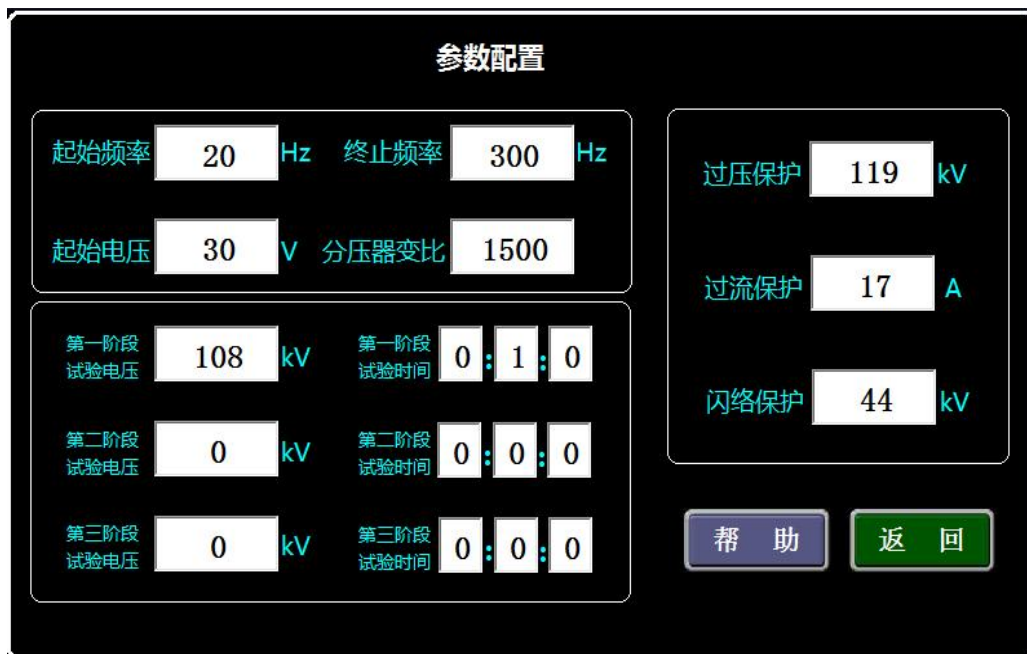 参数配置
起始频率 20 Hz 终止频率 300 Hz
起始电压 30 V 分压器变比 1500
第一阶段
试验电压 108 kV
第一阶段
试验时间 0:1:0
第二阶段
试验电压 0 kV
第二阶段
试验时间 0:0:0
第三阶段
试验电压 0 kV
第三阶段
试验时间 0:0:0
过压保护 119 kV
过流保护 17 A
闪络保护 44 kV
帮 助
返 回